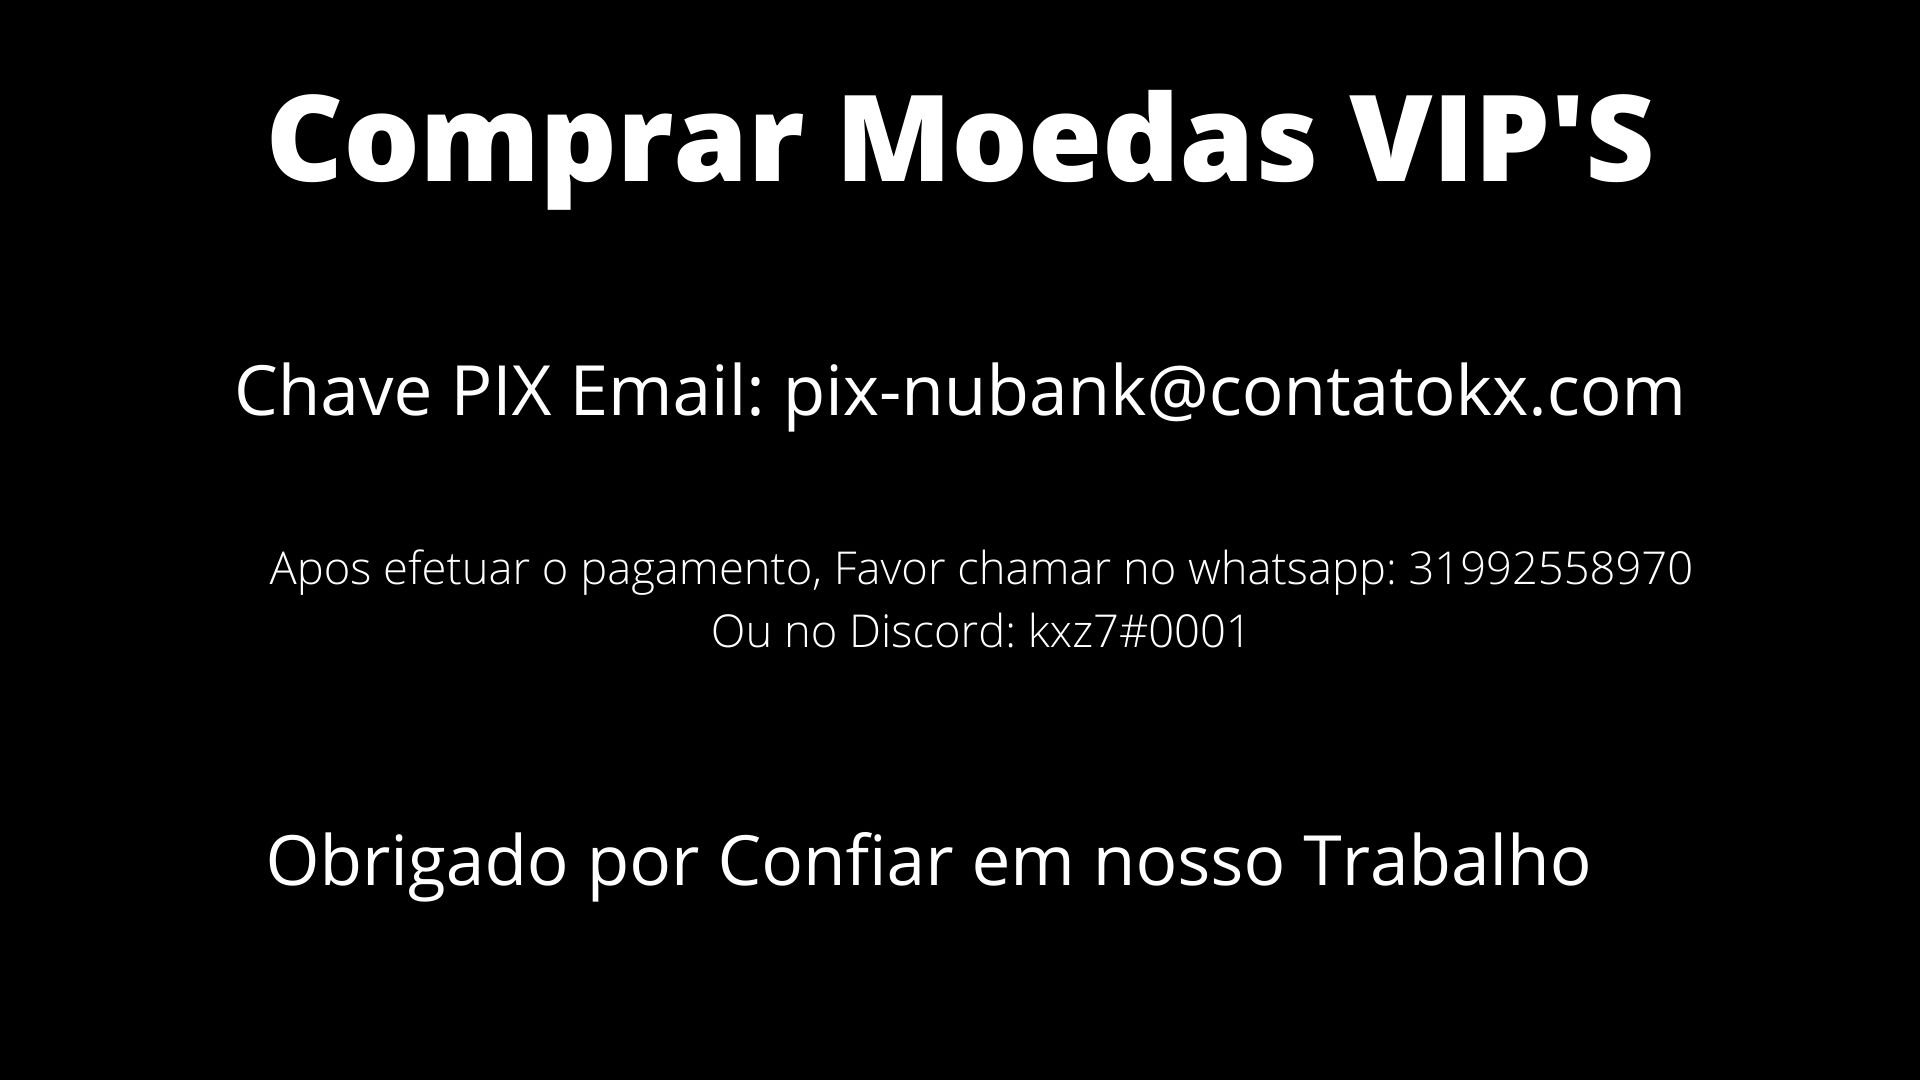 Comprar Moedas VIP'S
Chave PIX Email: pix-nubank@contatokx.com
Apos efetuar o pagamento, Favor chamar no whatsapp: 31992558970
Ou no Discord: kxz7#0001
Obrigado por Confiar em nosso Trabalho